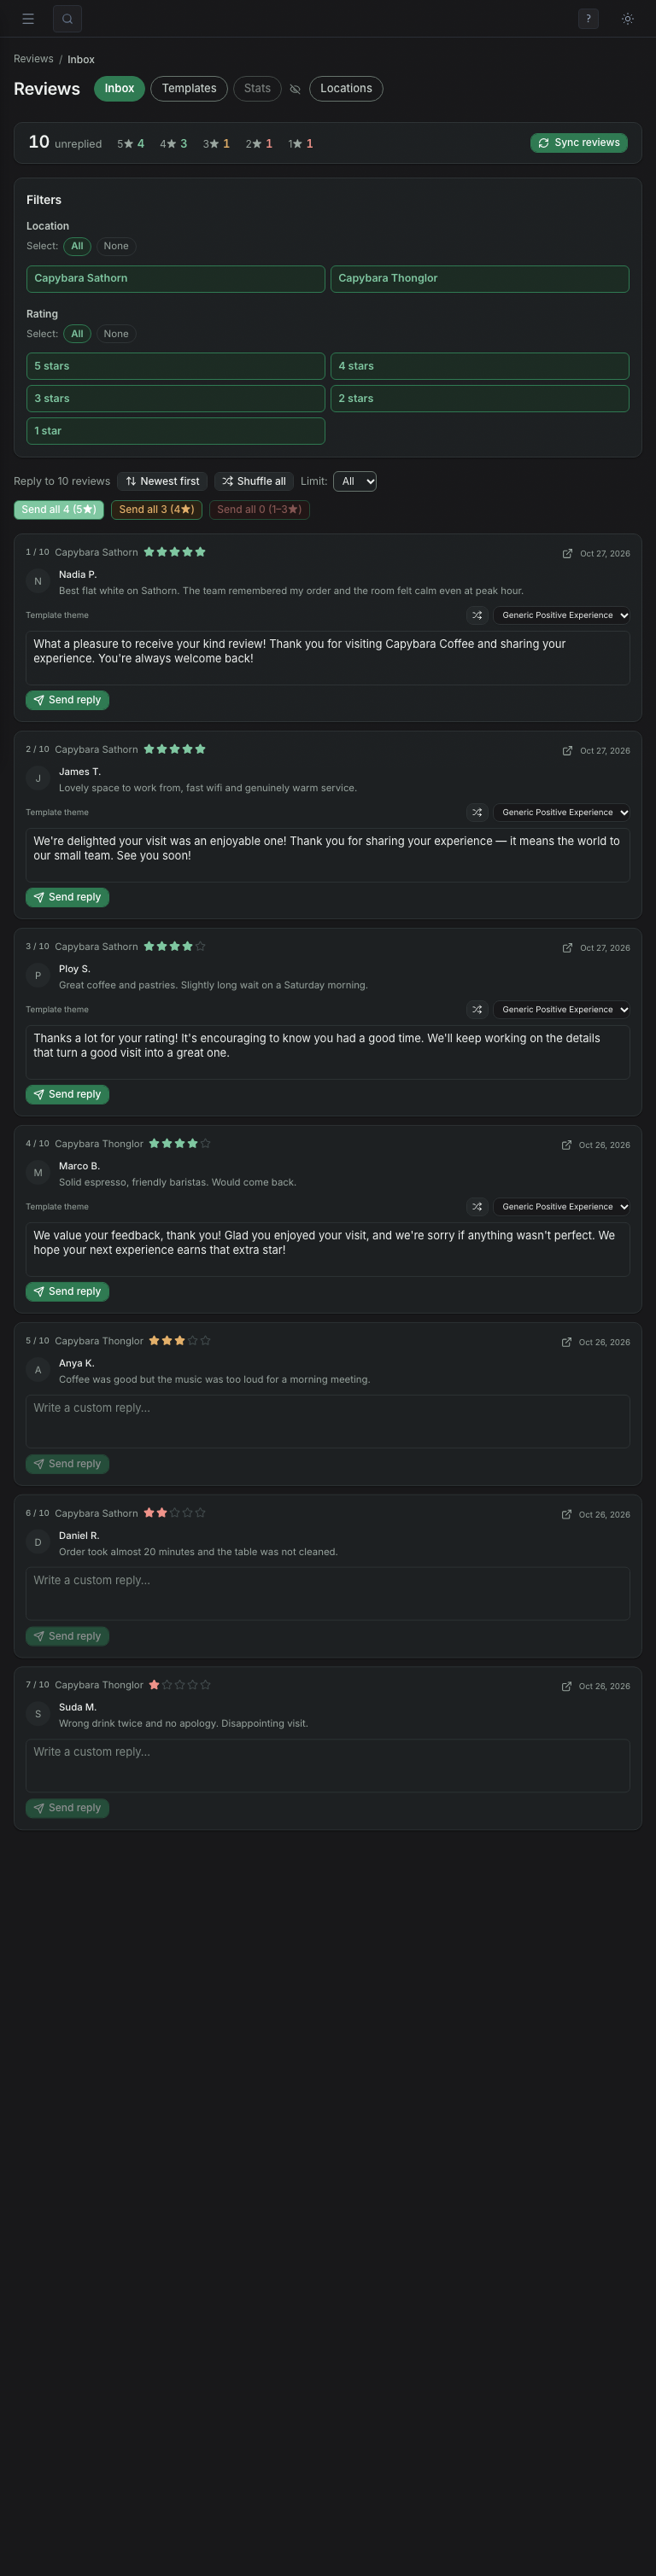 ?
Reviews / Inbox
Reviews Inbox Templates Stats Locations
10 unreplied 5★ 4 4★ 3 3★ 1 2★ 1 1★ 1 Sync reviews
Filters
Location
Select: All None
Capybara Sathorn Capybara Thonglor
Rating
Select: All None
5 stars 4 stars
3 stars 2 stars
1 star
Reply to 10 reviews Newest first Shuffle all Limit: All
Send all 4 (5★) Send all 3 (4★) Send all 0 (1–3★)
1 / 10 Capybara Sathorn Oct 27, 2026
N Nadia P.
Best flat white on Sathorn. The team remembered my order and the room felt calm even at peak hour.
Template theme Generic Positive Experience
What a pleasure to receive your kind review! Thank you for visiting Capybara Coffee and sharing your
experience. You're always welcome back!
Send reply
2 / 10 Capybara Sathorn Oct 27, 2026
J James T.
Lovely space to work from, fast wifi and genuinely warm service.
Template theme Generic Positive Experience
We're delighted your visit was an enjoyable one! Thank you for sharing your experience — it means the world to
our small team. See you soon!
Send reply
3 / 10 Capybara Sathorn Oct 27, 2026
P Ploy S.
Great coffee and pastries. Slightly long wait on a Saturday morning.
Template theme Generic Positive Experience
Thanks a lot for your rating! It's encouraging to know you had a good time. We'll keep working on the details
that turn a good visit into a great one.
Send reply
4 / 10 Capybara Thonglor Oct 26, 2026
M Marco B.
Solid espresso, friendly baristas. Would come back.
Template theme Generic Positive Experience
We value your feedback, thank you! Glad you enjoyed your visit, and we're sorry if anything wasn't perfect. We
hope your next experience earns that extra star!
Send reply
5 / 10 Capybara Thonglor Oct 26, 2026
A Anya K.
Coffee was good but the music was too loud for a morning meeting.
Write a custom reply...
Send reply
6 / 10 Capybara Sathorn Oct 26, 2026
D Daniel R.
Order took almost 20 minutes and the table was not cleaned.
Write a custom reply...
Send reply
7 / 10 Capybara Thonglor Oct 26, 2026
S Suda M.
Wrong drink twice and no apology. Disappointing visit.
Write a custom reply...
Send reply